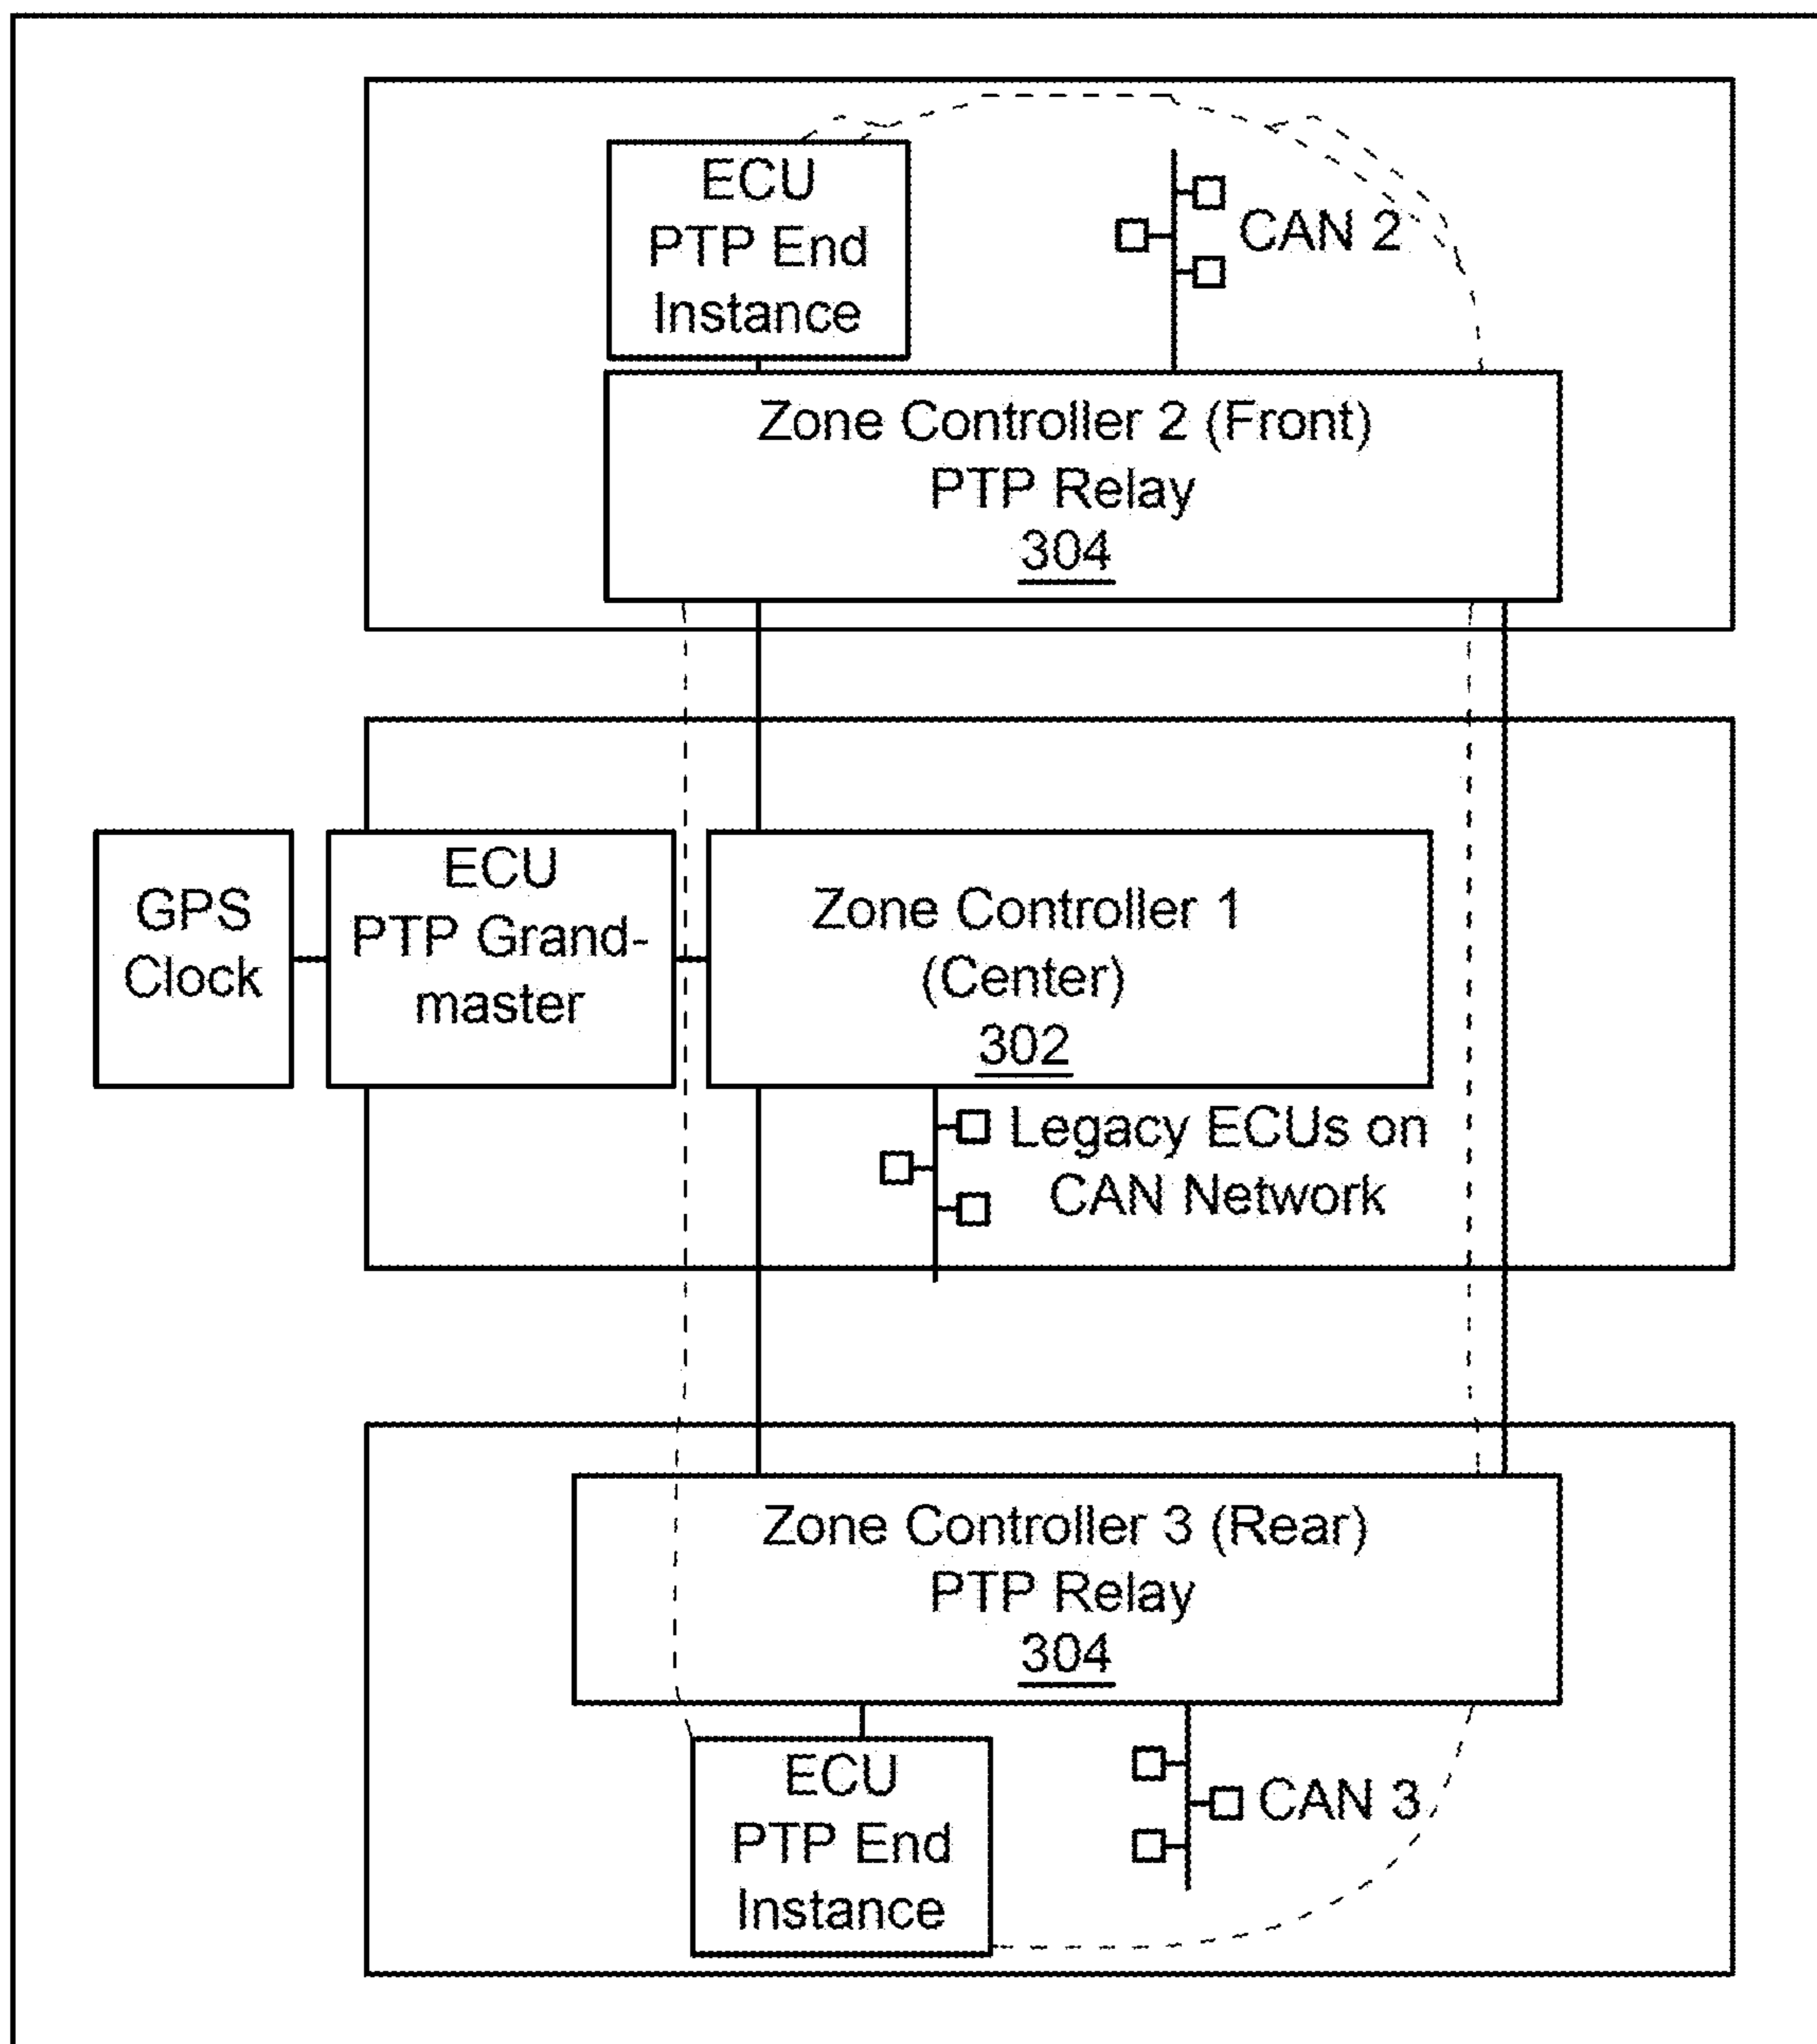 ECU
PTP End
Instance
CAN 2
Zone Controller 2 (Front)
PTP Relay
304
GPS
Clock
ECU
PTP Grand-
master
Zone Controller 1
(Center)
302
Legacy ECUs on
CAN Network
Zone Controller 3 (Rear)
PTP Relay
304
ECU
PTP End
Instance
CAN 3